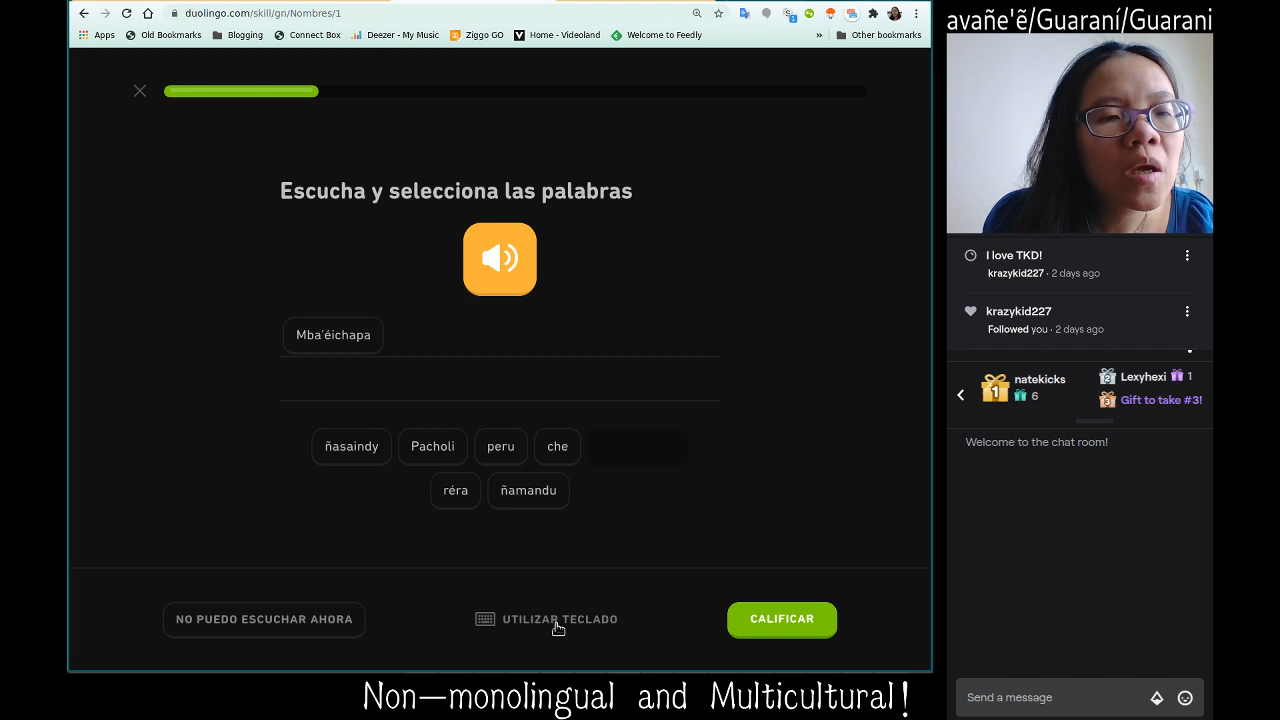 duolingo.com/skill/gn/Nombres/1
Apps Old Bookmarks Blogging Connect Box Deezer - My Music Ziggo GO Home - Videoland Welcome to Feedly » Other bookmarks
Escucha y selecciona las palabras
Mba'éichapa
ñasaindy Pacholi peru che
réra ñamandu
NO PUEDO ESCUCHAR AHORA UTILIZAR TECLADO CALIFICAR
Non—monolingual and Multicultural!
avañe'ẽ/Guaraní/Guarani
I love TKD!
krazykid227 · 2 days ago
krazykid227
Followed you · 2 days ago
1 natekicks 6
Lexyhexi 1
Gift to take #3!
Welcome to the chat room!
Send a message